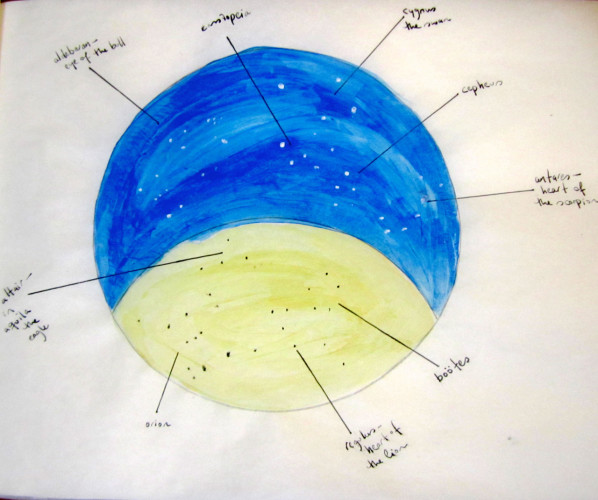 aldebaran–
eye of the bull
cassiopeia
cygnus
the swan
cepheus
antares–
heart of
the scorpion
altair–
in
aquila
the
eagle
boötes
orion
regulus–
heart of
the lion